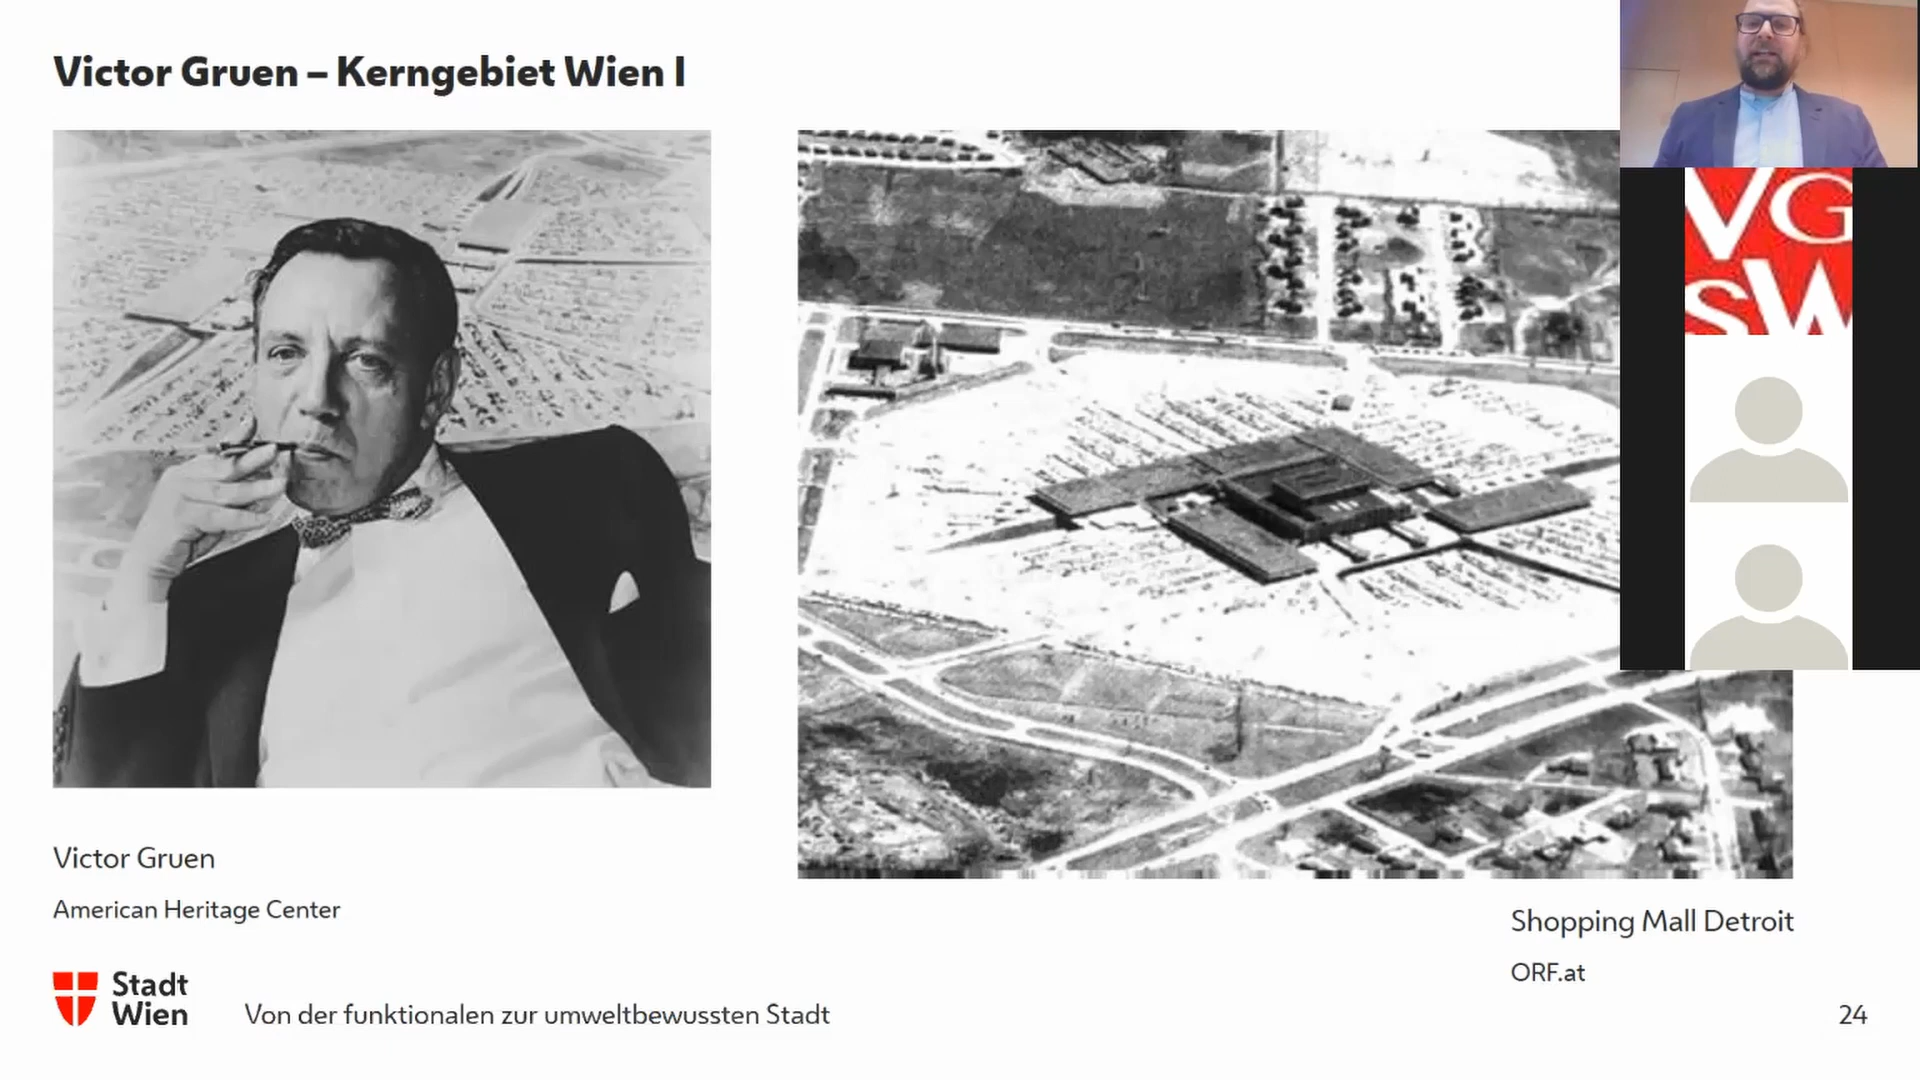 Victor Gruen – Kerngebiet Wien I
VG
SW
Victor Gruen
American Heritage Center
Shopping Mall Detroit
ORF.at
Stadt
Wien
Von der funktionalen zur umweltbewussten Stadt
24